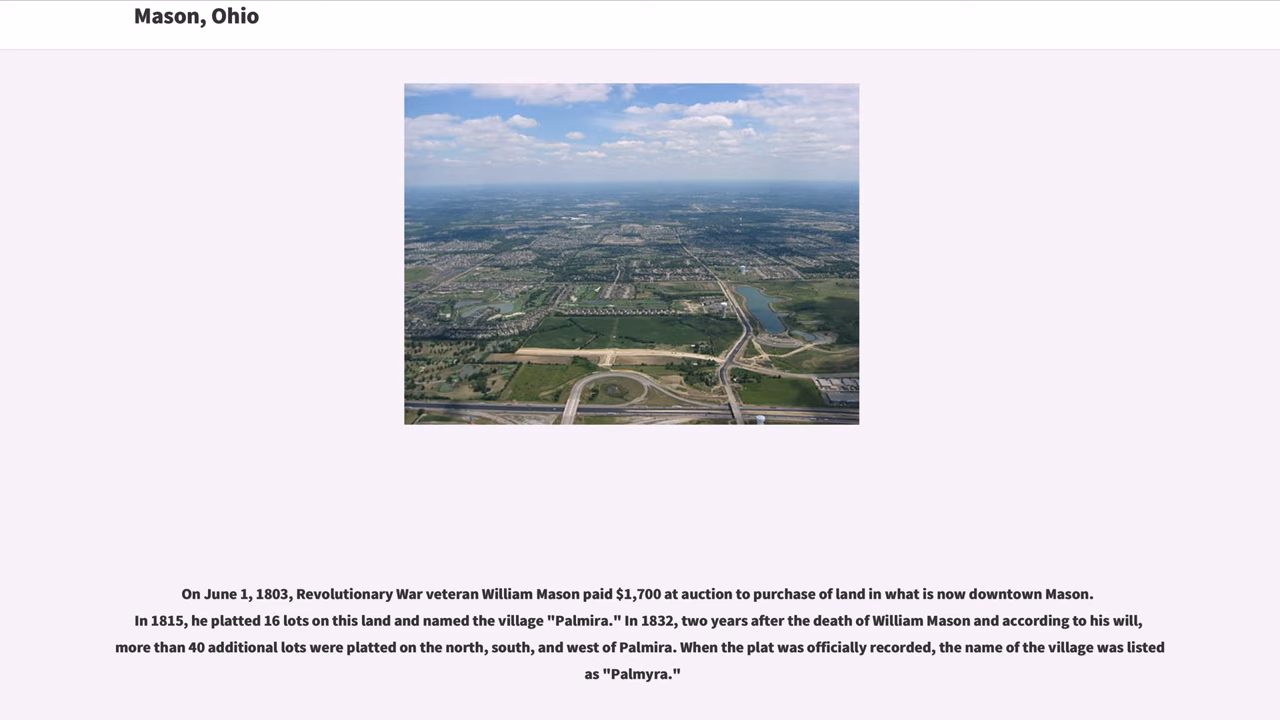 Mason, Ohio
On June 1, 1803, Revolutionary War veteran William Mason paid $1,700 at auction to purchase of land in what is now downtown Mason.
In 1815, he platted 16 lots on this land and named the village "Palmira." In 1832, two years after the death of William Mason and according to his will,
more than 40 additional lots were platted on the north, south, and west of Palmira. When the plat was officially recorded, the name of the village was listed
as "Palmyra."